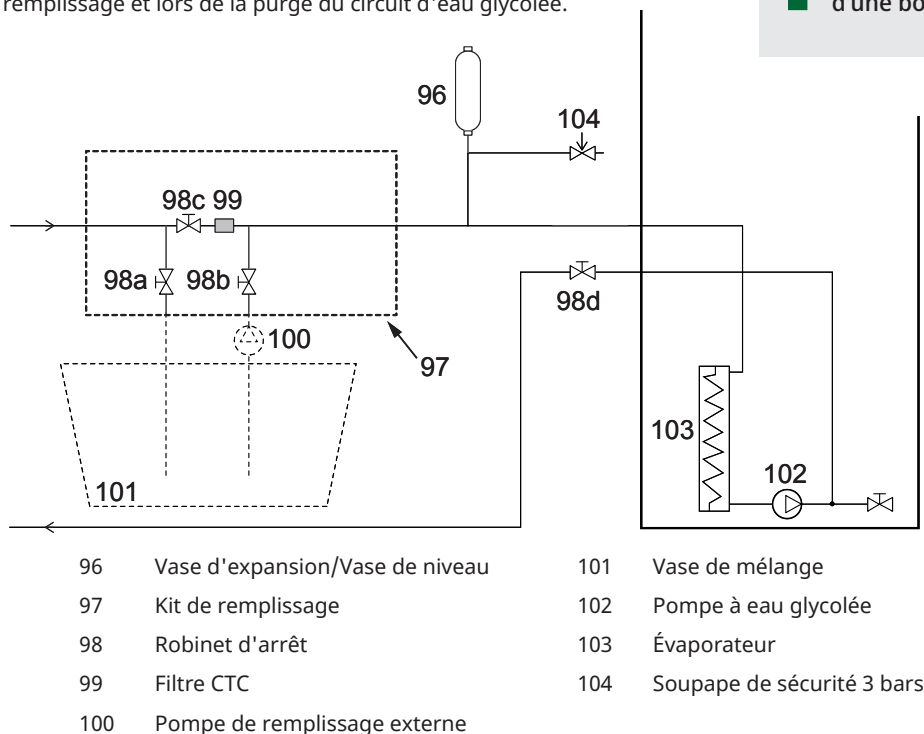 remplissage et lors de la purge du circuit d'eau glycolée.
d'une bo
96
104
98c 99
98a 98b
98d
100
97
103
102
101
96 Vase d'expansion/Vase de niveau
97 Kit de remplissage
98 Robinet d'arrêt
99 Filtre CTC
100 Pompe de remplissage externe
101 Vase de mélange
102 Pompe à eau glycolée
103 Évaporateur
104 Soupape de sécurité 3 bars